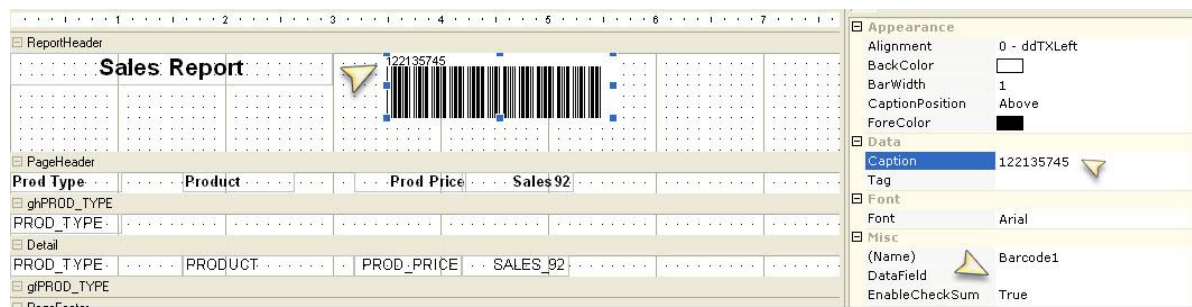 1 2 3 4 5 6 7
ReportHeader
Sales Report
122135745
PageHeader
Prod Type Product Prod Price Sales 92
ghPROD_TYPE
PROD_TYPE
Detail
PROD_TYPE PRODUCT PROD_PRICE SALES_92
gfPROD_TYPE
PageFooter
Appearance
Alignment 0 - ddTXLeft
BackColor
BarWidth 1
CaptionPosition Above
ForeColor
Data
Caption 122135745
Tag
Font
Font Arial
Misc
(Name) Barcode1
DataField
EnableCheckSum True